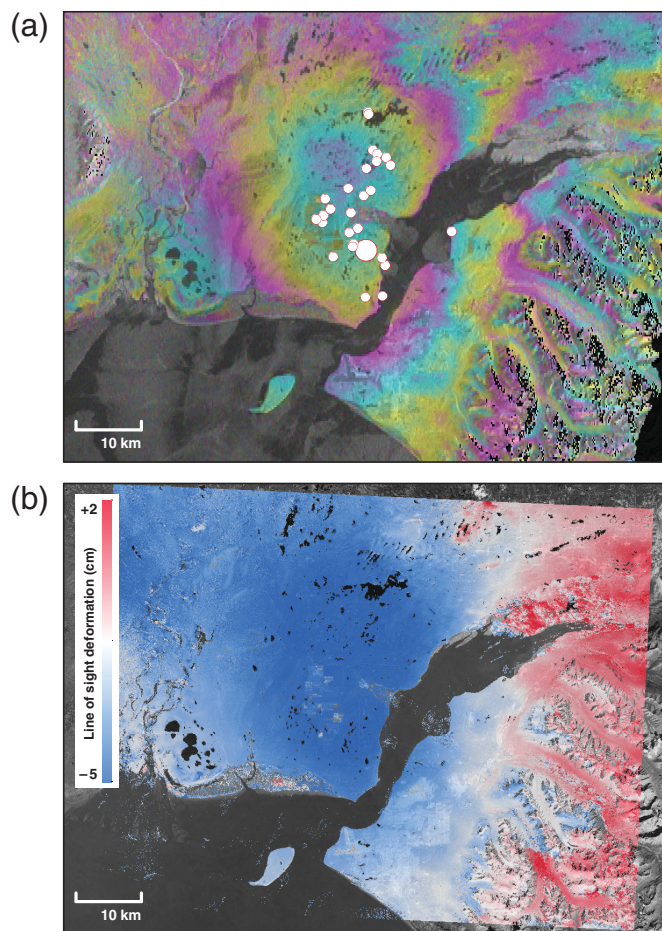 (a)
10 km
(b)
+2
Line of sight deformation (cm)
−5
10 km